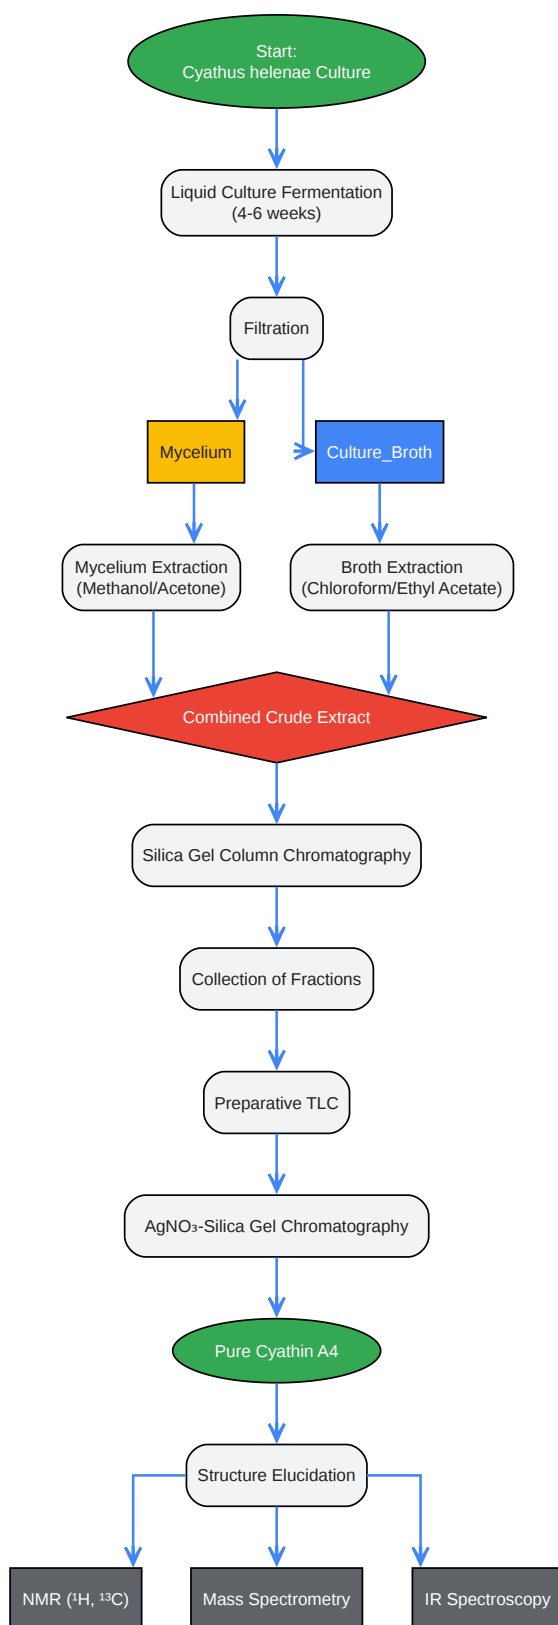 Start:
Cyathus helenae Culture
Liquid Culture Fermentation
(4-6 weeks)
Filtration
Mycelium
Culture_Broth
Mycelium Extraction
(Methanol/Acetone)
Broth Extraction
(Chloroform/Ethyl Acetate)
Combined Crude Extract
Silica Gel Column Chromatography
Collection of Fractions
Preparative TLC
AgNO₃-Silica Gel Chromatography
Pure Cyathin A4
Structure Elucidation
NMR (¹H, ¹³C)
Mass Spectrometry
IR Spectroscopy